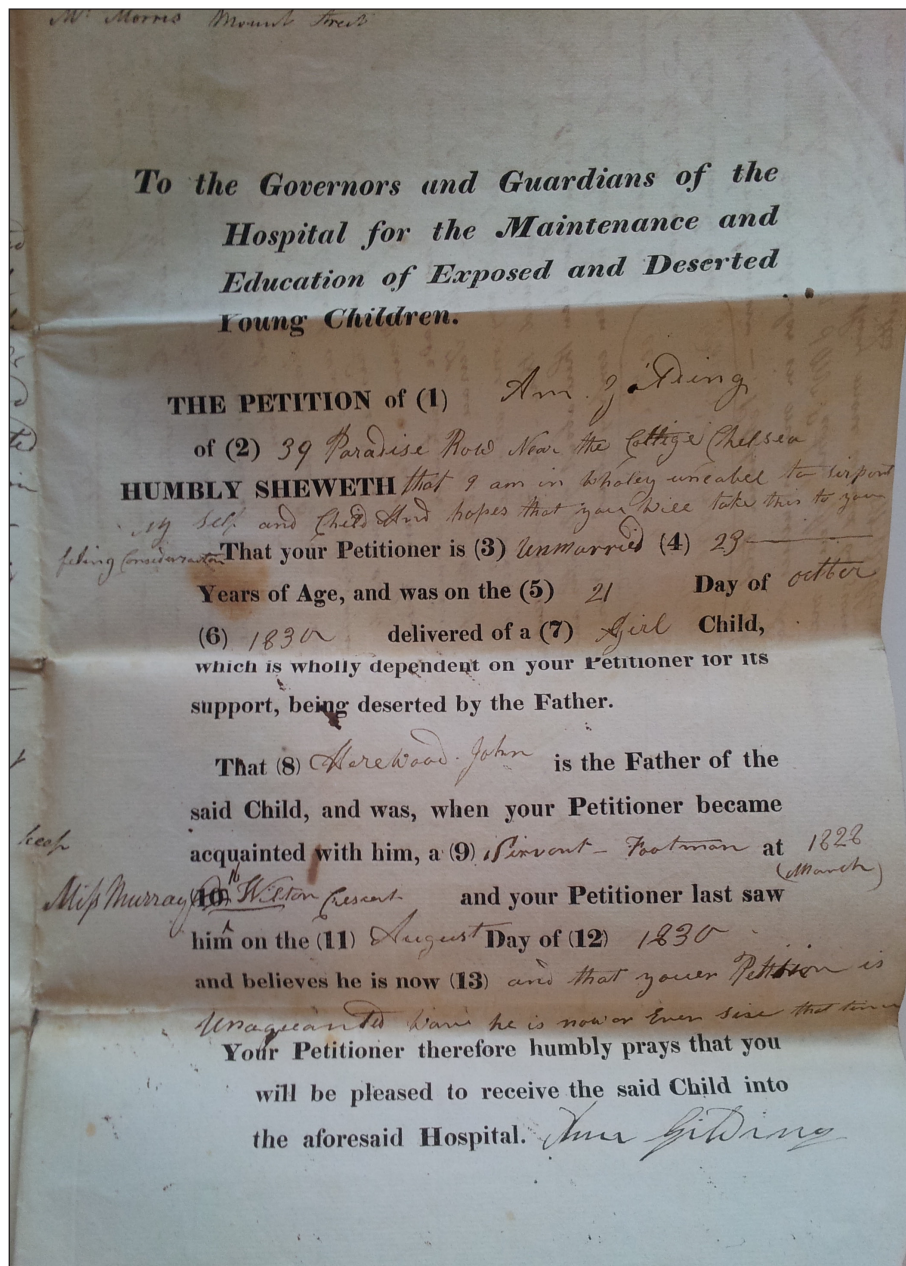 Mr Morris Mount Street
To the Governors and Guardians of the
Hospital for the Maintenance and
Education of Exposed and Deserted
Young Children.
THE PETITION of (1) Ann Gilding
of (2) 39 Paradise Row Near the Collige Chelsea
HUMBLY SHEWETH that I am in wholey uneabel to
My Self and Child And hopes that you will take this to your
feling Consideration That your Petitioner is (3) Unmarried (4) 23
Years of Age, and was on the (5) 21 Day of octber
(6) 1830 delivered of a (7) Girl Child,
which is wholly dependent on your Petitioner for its
support, being deserted by the Father.
That (8) Harewood John is the Father of the
said Child, and was, when your Petitioner became
acquainted with him, a (9) Sirvent - Footman at 1828
(March)
Miss Murray (10) 16 Wilton Crescent and your Petitioner last saw
him on the (11) August Day of (12) 1830
and believes he is now (13) and that youer Petition is
Unaqueanted he is now or Ever sise that time
Your Petitioner therefore humbly prays that you
will be pleased to receive the said Child into
the aforesaid Hospital. Ann Gilding